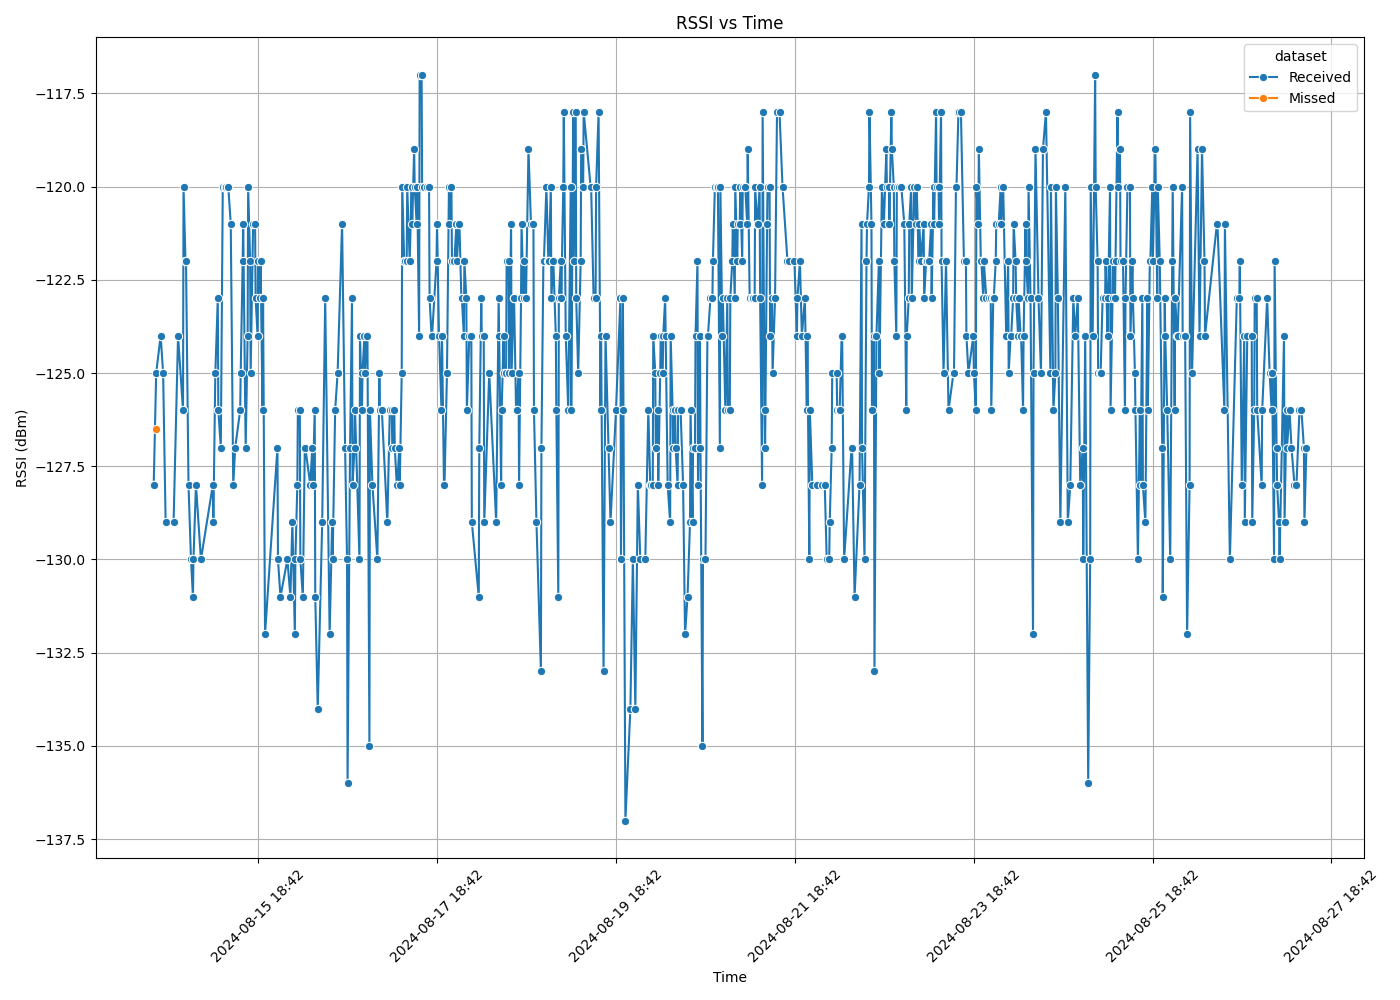 RSSI vs Time
dataset
Received
Missed
RSSI (dBm)
−117.5
−120.0
−122.5
−125.0
−127.5
−130.0
−132.5
−135.0
−137.5
2024-08-15 18:42
2024-08-17 18:42
2024-08-19 18:42
2024-08-21 18:42
2024-08-23 18:42
2024-08-25 18:42
2024-08-27 18:42
Time